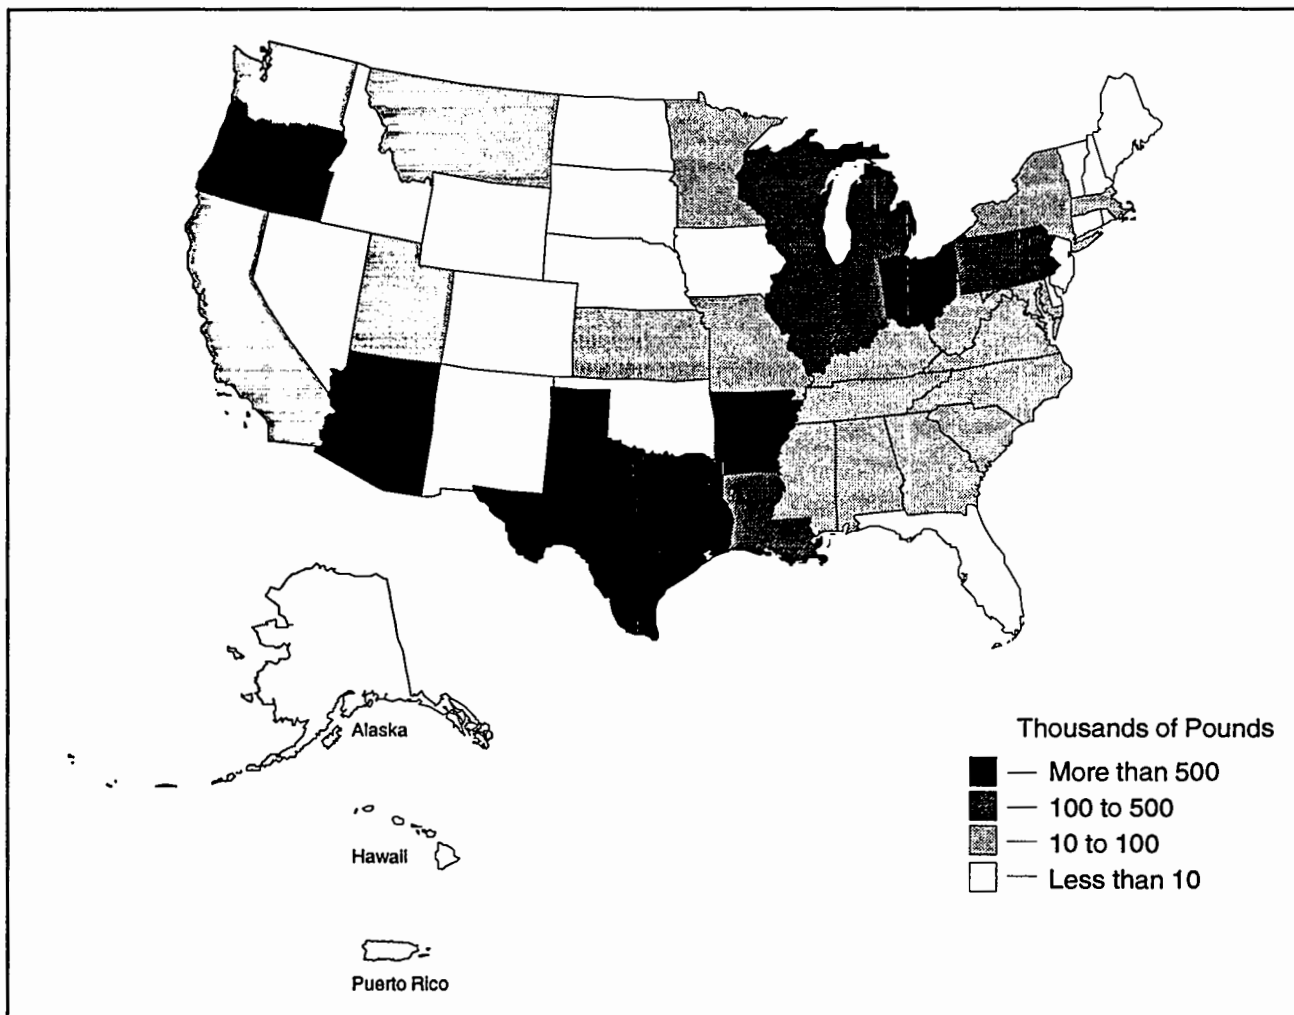 Alaska
Hawaii
Puerto Rico
Thousands of Pounds
More than 500
100 to 500
10 to 100
Less than 10